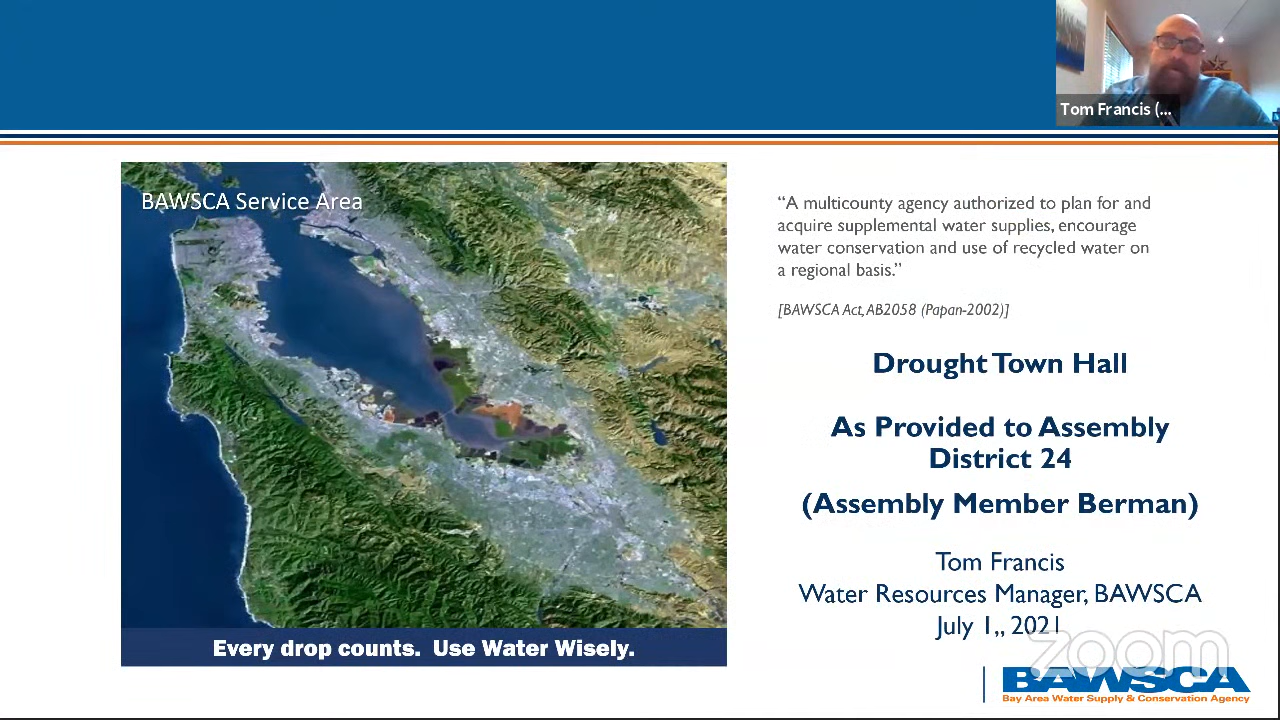 Tom Francis (...
BAWSCA Service Area
“A multicounty agency authorized to plan for and
acquire supplemental water supplies, encourage
water conservation and use of recycled water on
a regional basis.”
[BAWSCA Act, AB2058 (Papan-2002)]
Drought Town Hall
As Provided to Assembly
District 24
(Assembly Member Berman)
Tom Francis
Water Resources Manager, BAWSCA
July 1,, 2021
zoom
Every drop counts. Use Water Wisely.
BAWSCA
Bay Area Water Supply & Conservation Agency